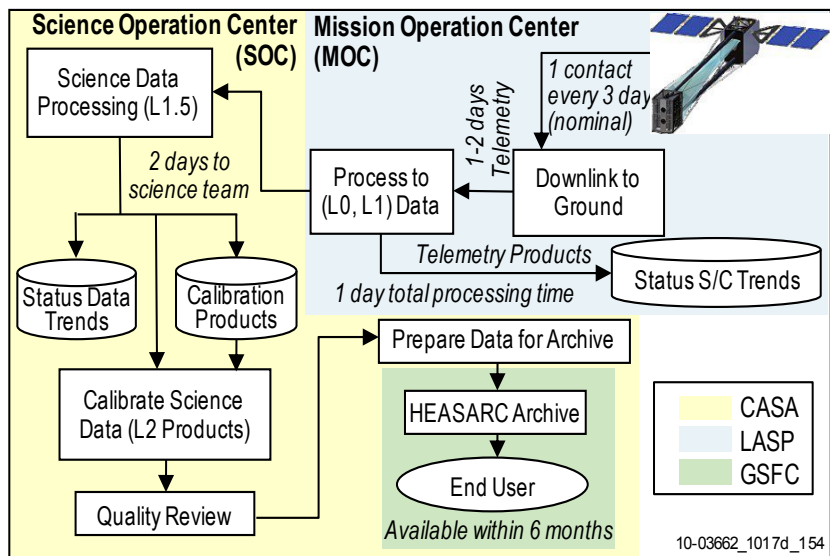 Science Operation Center
(SOC)
Mission Operation Center
(MOC)
Science Data
Processing (L1.5)
1 contact
every 3 day
(nominal)
1-2 days
Telemetry
2 days to
science team
Process to
(L0, L1) Data
Downlink to
Ground
Telemetry Products
Status S/C Trends
1 day total processing time
Status Data
Trends
Calibration
Products
Prepare Data for Archive
Calibrate Science
Data (L2 Products)
HEASARC Archive
End User
Quality Review
Available within 6 months
CASA
LASP
GSFC
10-03662_1017d_154